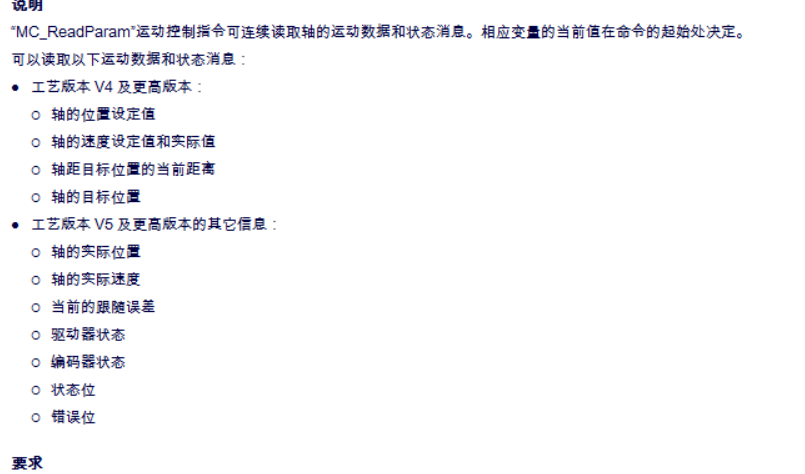 说明
“MC_ReadParam”运动控制指令可连续读取轴的运动数据和状态消息。相应变量的当前值在命令的起始处决定。
可以读取以下运动数据和状态消息：
● 工艺版本 V4 及更高版本：
○ 轴的位置设定值
○ 轴的速度设定值和实际值
○ 轴距目标位置的当前距离
○ 轴的目标位置
● 工艺版本 V5 及更高版本的其它信息：
○ 轴的实际位置
○ 轴的实际速度
○ 当前的跟随误差
○ 驱动器状态
○ 编码器状态
○ 状态位
○ 错误位
要求